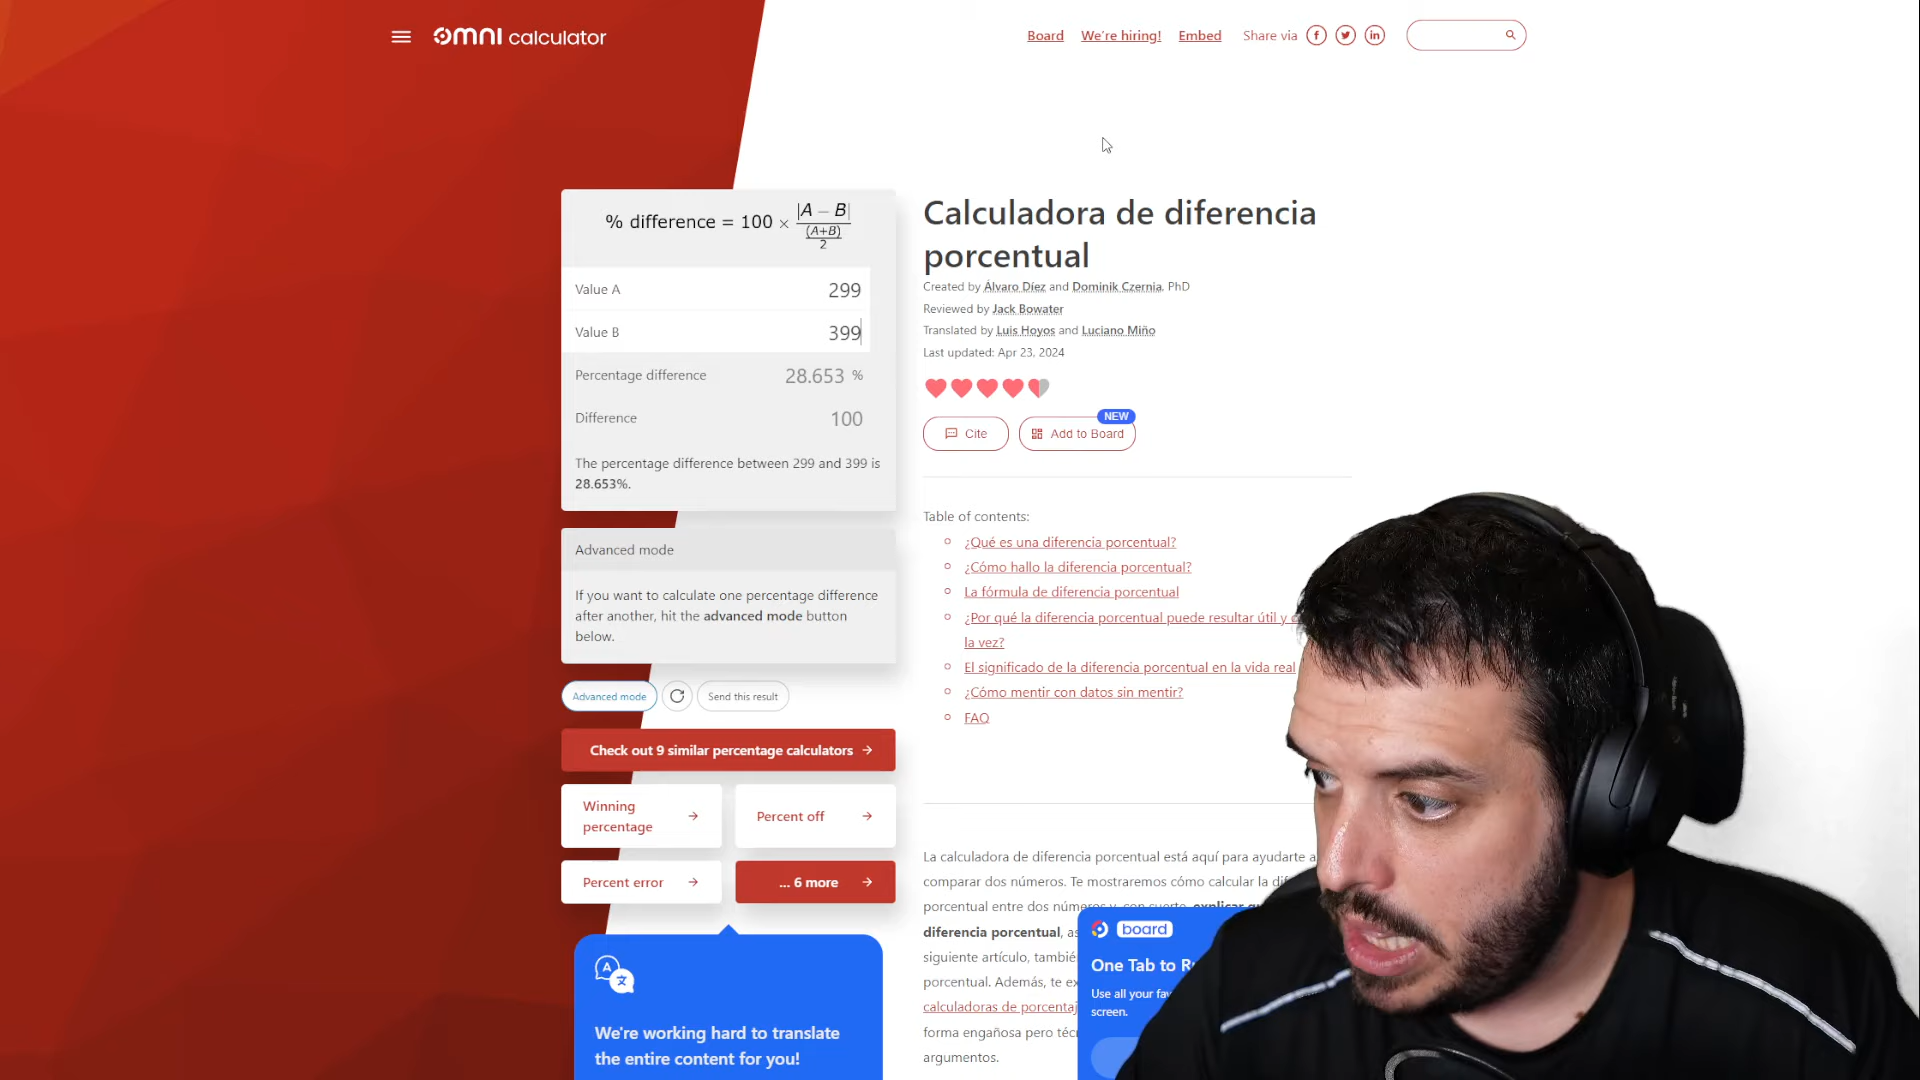 OMNI calculator
Board We're hiring! Embed Share via
% difference = 100 × |A − B| / ((A+B) / 2)
Value A 299
Value B 399
Percentage difference 28.653 %
Difference 100
The percentage difference between 299 and 399 is
28.653%.
Advanced mode
If you want to calculate one percentage difference
after another, hit the advanced mode button
below.
Advanced mode Send this result
Check out 9 similar percentage calculators
Winning
percentage
Percent off
Percent error
... 6 more
We're working hard to translate
the entire content for you!
Calculadora de diferencia
porcentual
Created by Álvaro Díez and Dominik Czernia, PhD
Reviewed by Jack Bowater
Translated by Luis Hoyos and Luciano Miño
Last updated: Apr 23, 2024
NEW
Cite Add to Board
Table of contents:
¿Qué es una diferencia porcentual?
¿Cómo hallo la diferencia porcentual?
La fórmula de diferencia porcentual
¿Por qué la diferencia porcentual puede resultar útil y
la vez?
El significado de la diferencia porcentual en la vida real
¿Cómo mentir con datos sin mentir?
FAQ
La calculadora de diferencia porcentual está aquí para ayudarte a
comparar dos números. Te mostraremos cómo calcular la
porcentual entre dos números y, con suerte, explicar
diferencia porcentual,
siguiente artículo,
porcentual. Además, te
calculadoras de
forma engañosa pero
argumentos.
board
One Tab to
Use all your
screen.